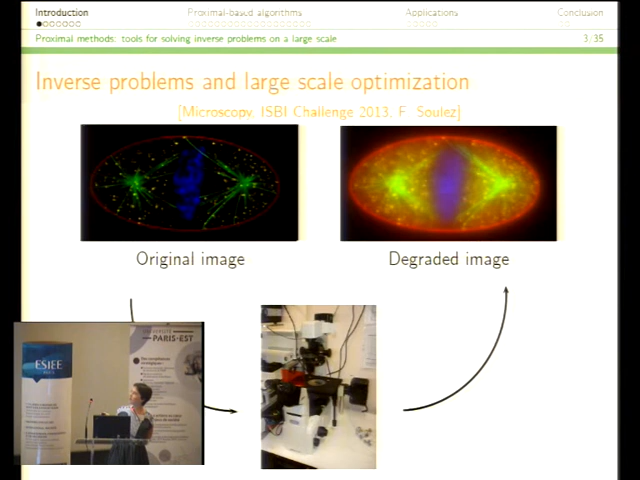 Introduction
Proximal-based algorithms
Applications
Conclusion
Proximal methods: tools for solving inverse problems on a large scale
3/35
Inverse problems and large scale optimization
[Microscopy, ISBI Challenge 2013, F. Soulez]
Original image
Degraded image
UNIVERSITÉ
PARIS-EST
ESIEE